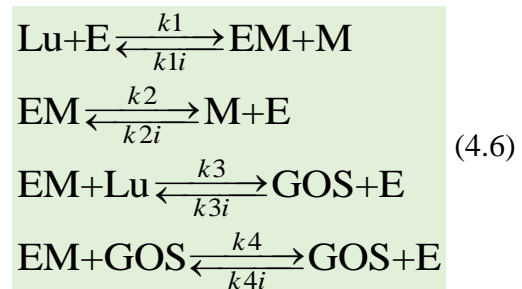 Lu+E ⇌ EM+M k1 k1i
EM ⇌ M+E k2 k2i
EM+Lu ⇌ GOS+E k3 k3i
EM+GOS ⇌ GOS+E k4 k4i
(4.6)